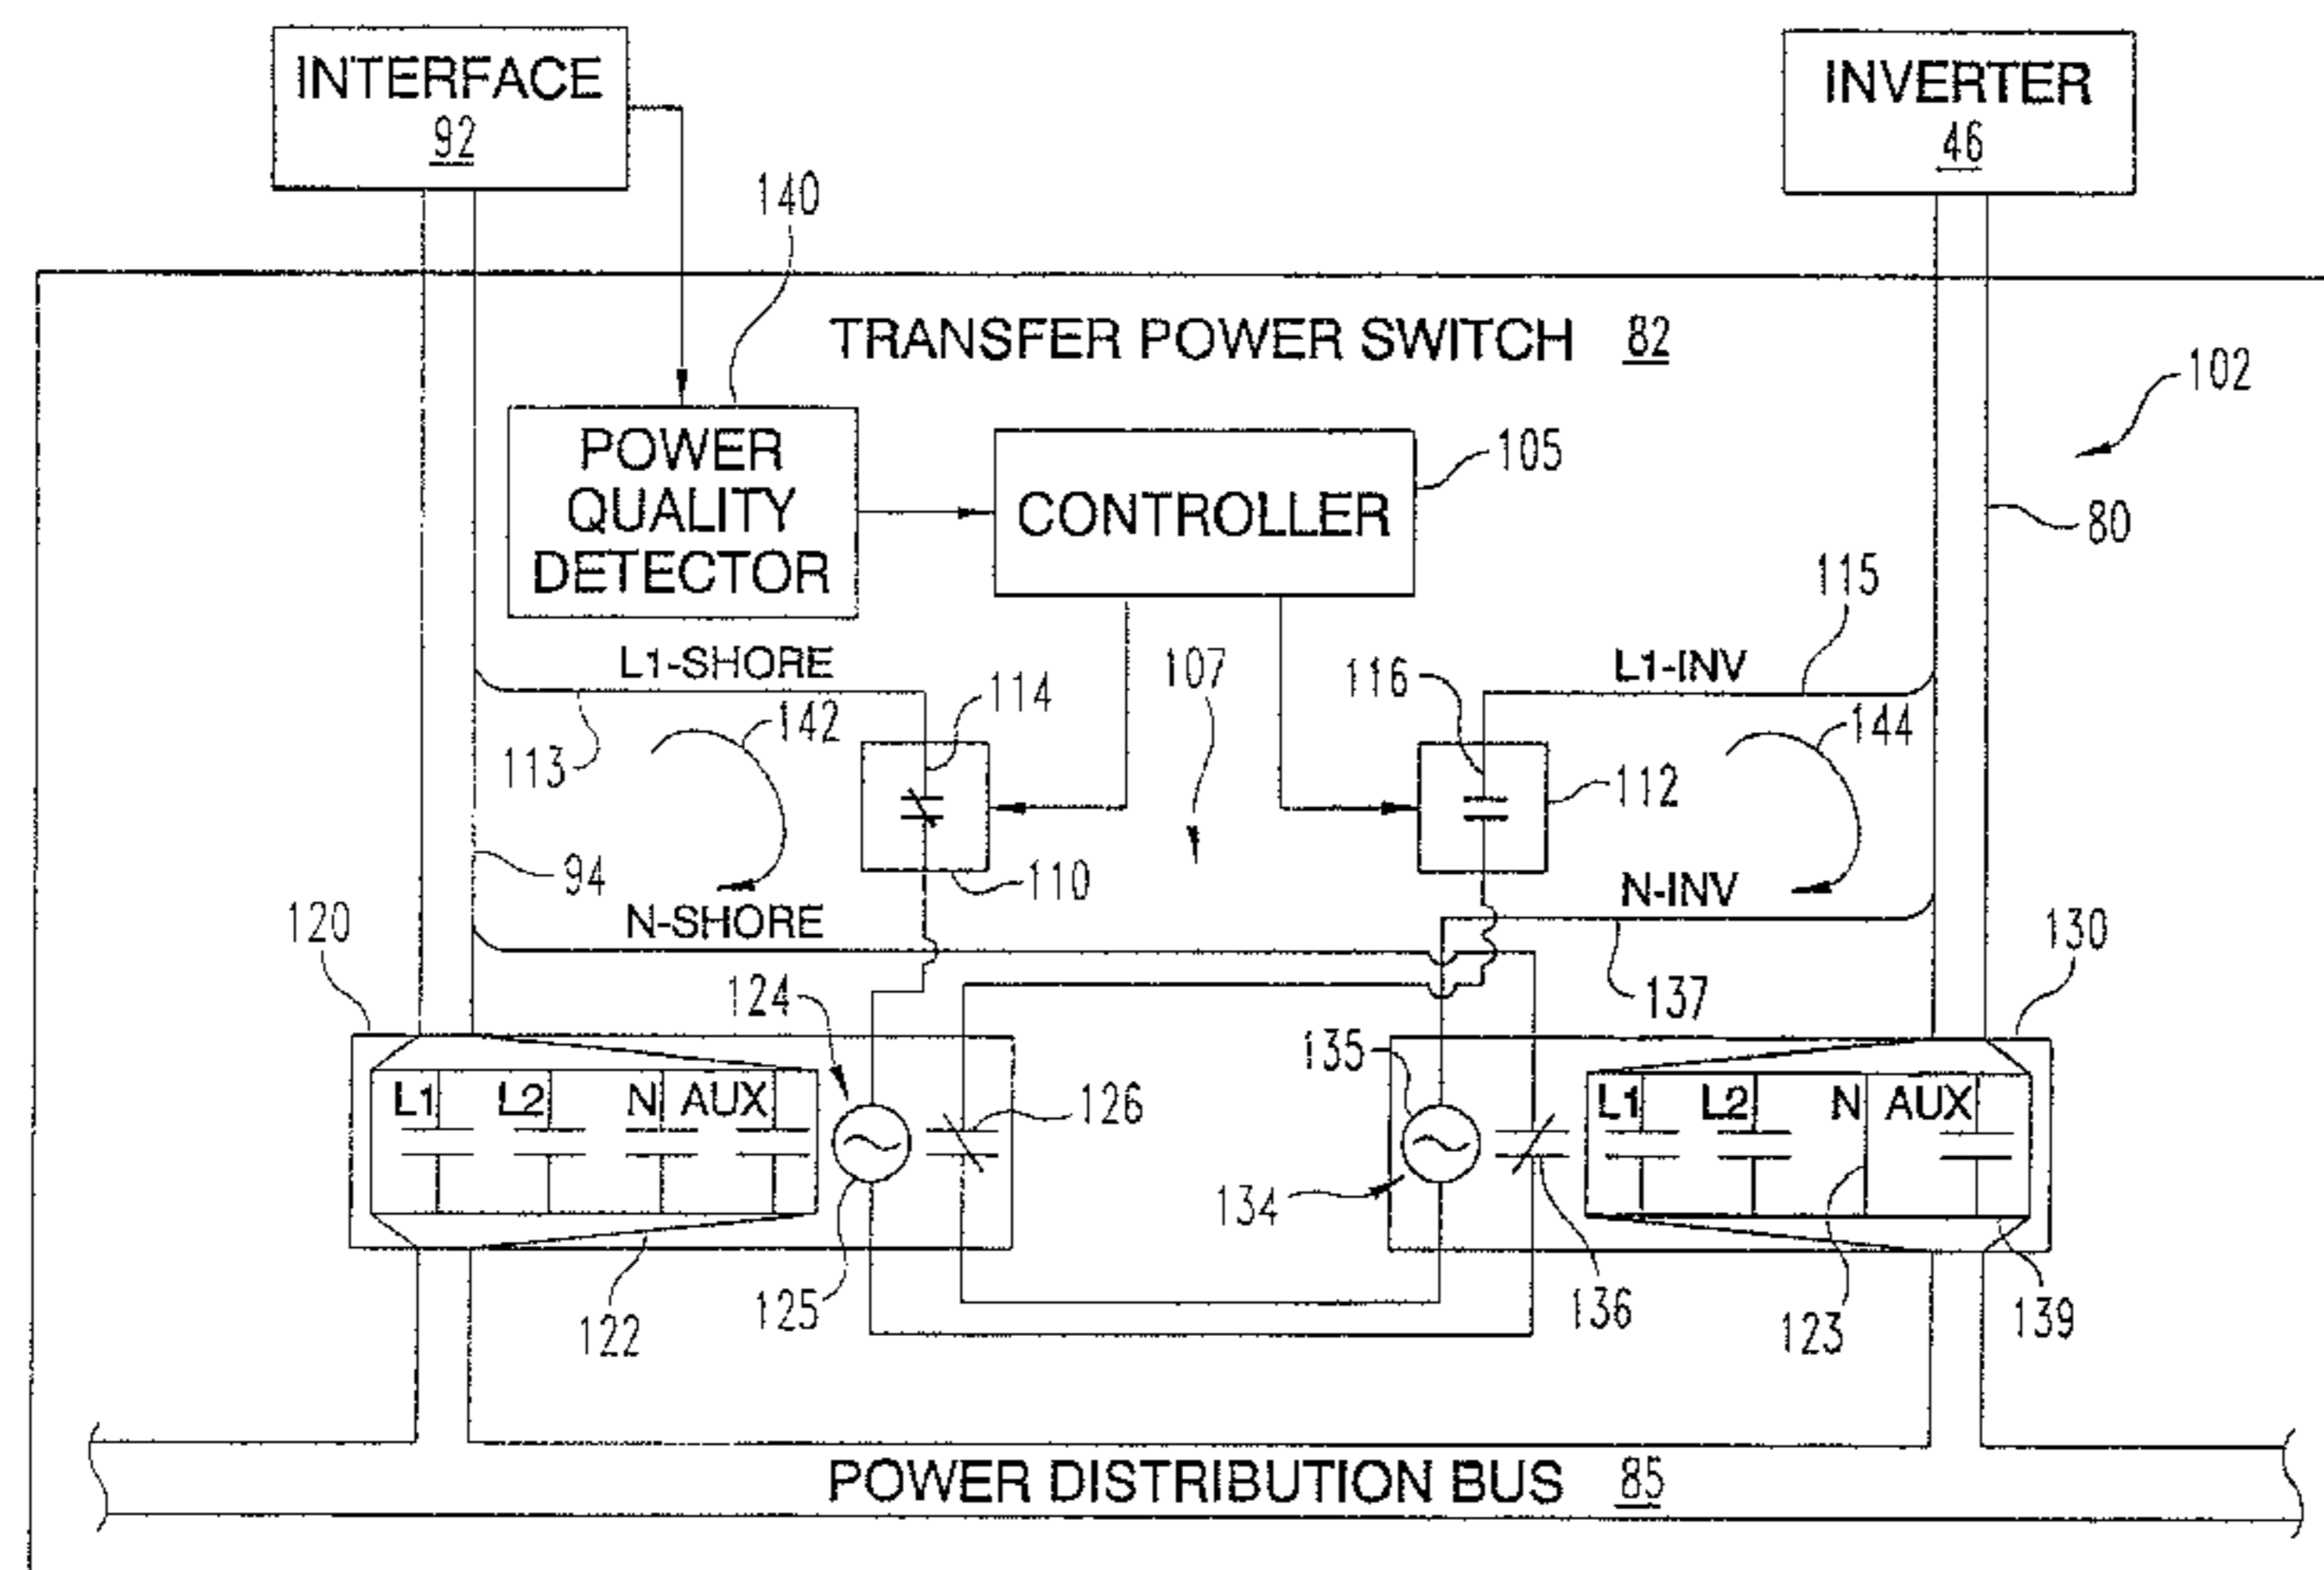 INTERFACE
92
INVERTER
46
140
TRANSFER POWER SWITCH 82
102
POWER
QUALITY
DETECTOR
CONTROLLER
105
80
115
L1-SHORE
107
L1-INV
114
116
142
144
113
112
94
110
N-SHORE
N-INV
120
130
124
137
135
L1 L2 N AUX
126
L1 L2 N AUX
134
125
136
122
123
139
POWER DISTRIBUTION BUS 85